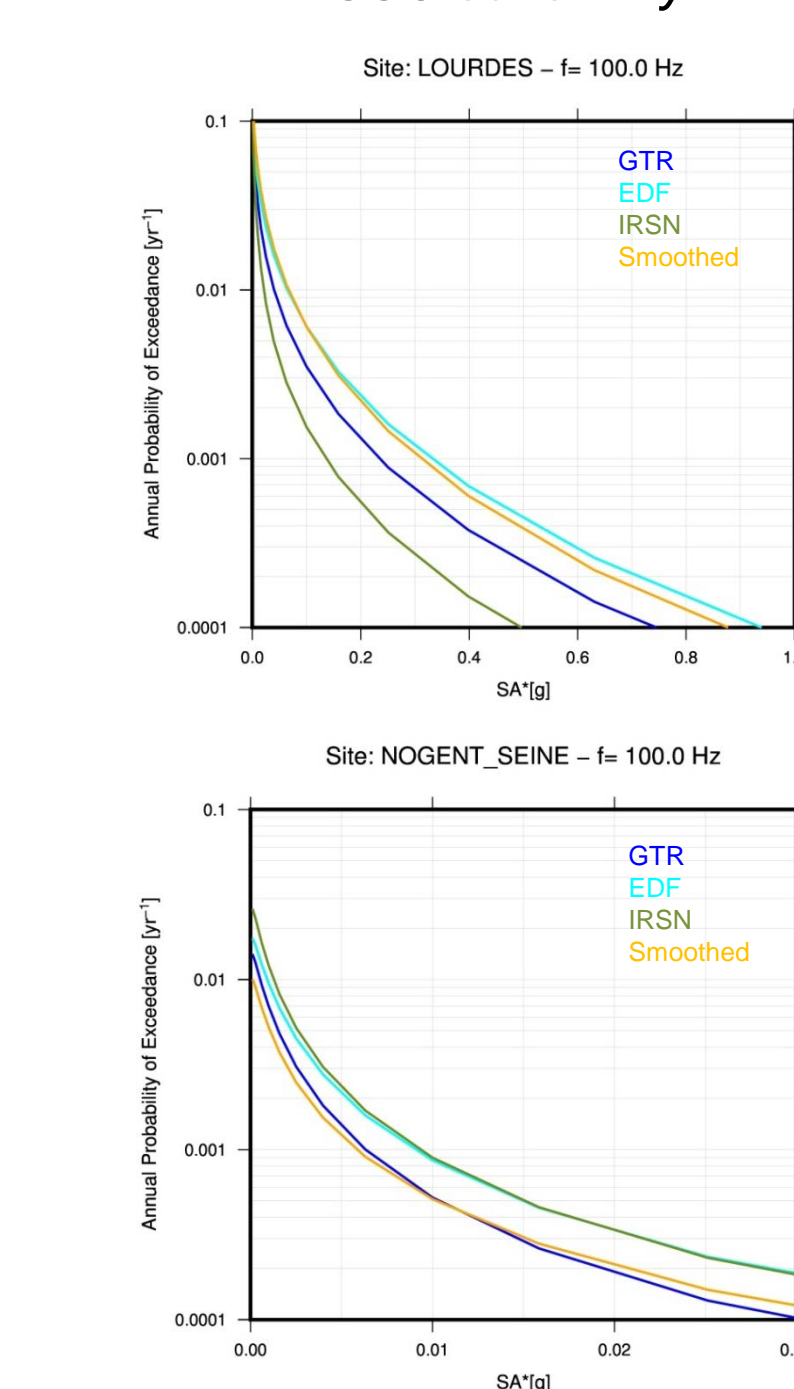 Site: LOURDES – f= 100.0 Hz
0.1
GTR
EDF
IRSN
Smoothed
0.01
Annual Probability of Exceedance [yr⁻¹]
0.001
0.0001
0.0 0.2 0.4 0.6 0.8 1.
SA*[g]
Site: NOGENT_SEINE – f= 100.0 Hz
0.1
GTR
EDF
IRSN
Smoothed
0.01
Annual Probability of Exceedance [yr⁻¹]
0.001
0.0001
0.00 0.01 0.02 0.
SA*[g]